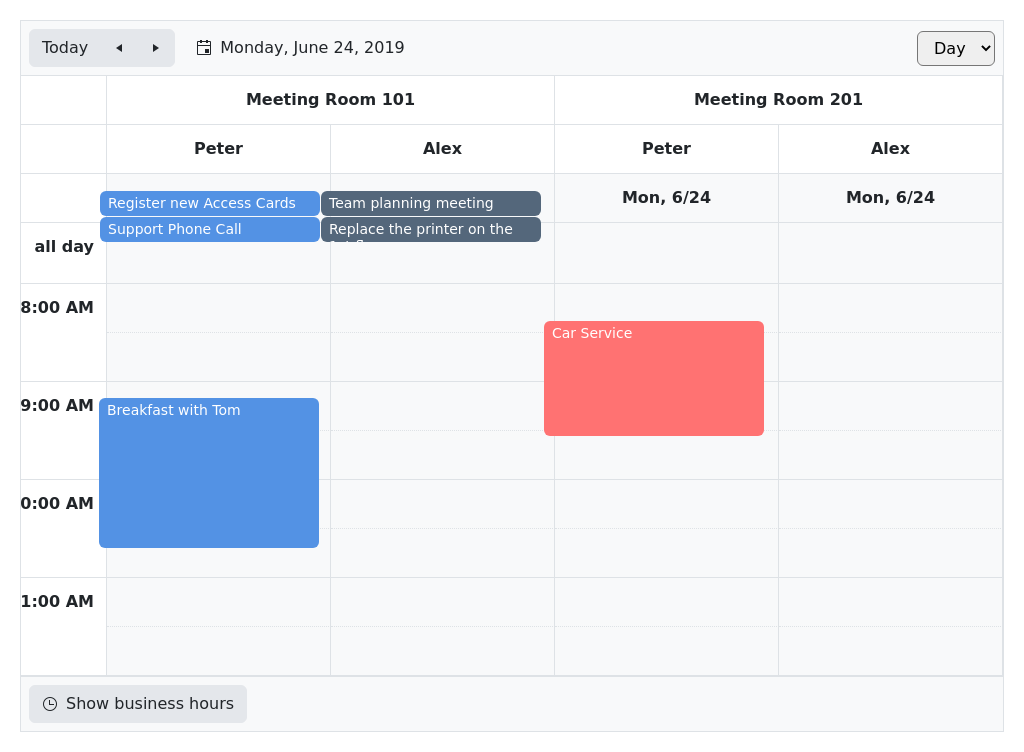 Today
Monday, June 24, 2019
Day
Meeting Room 101
Meeting Room 201
Peter
Alex
Peter
Alex
Mon, 6/24
Mon, 6/24
Register new Access Cards
Team planning meeting
Support Phone Call
Replace the printer on the
all day
8:00 AM
Car Service
9:00 AM
Breakfast with Tom
0:00 AM
1:00 AM
Show business hours